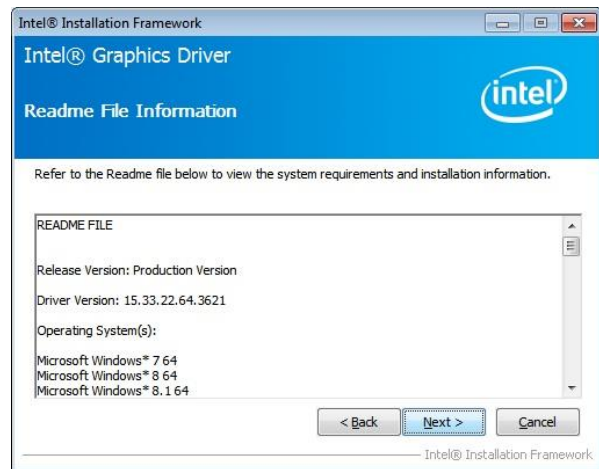 Intel® Installation Framework
Intel® Graphics Driver
Readme File Information
intel
Refer to the Readme file below to view the system requirements and installation information.
README FILE
Release Version: Production Version
Driver Version: 15.33.22.64.3621
Operating System(s):
Microsoft Windows* 7 64
Microsoft Windows* 8 64
Microsoft Windows* 8.1 64
< Back
Next >
Cancel
Intel® Installation Framework